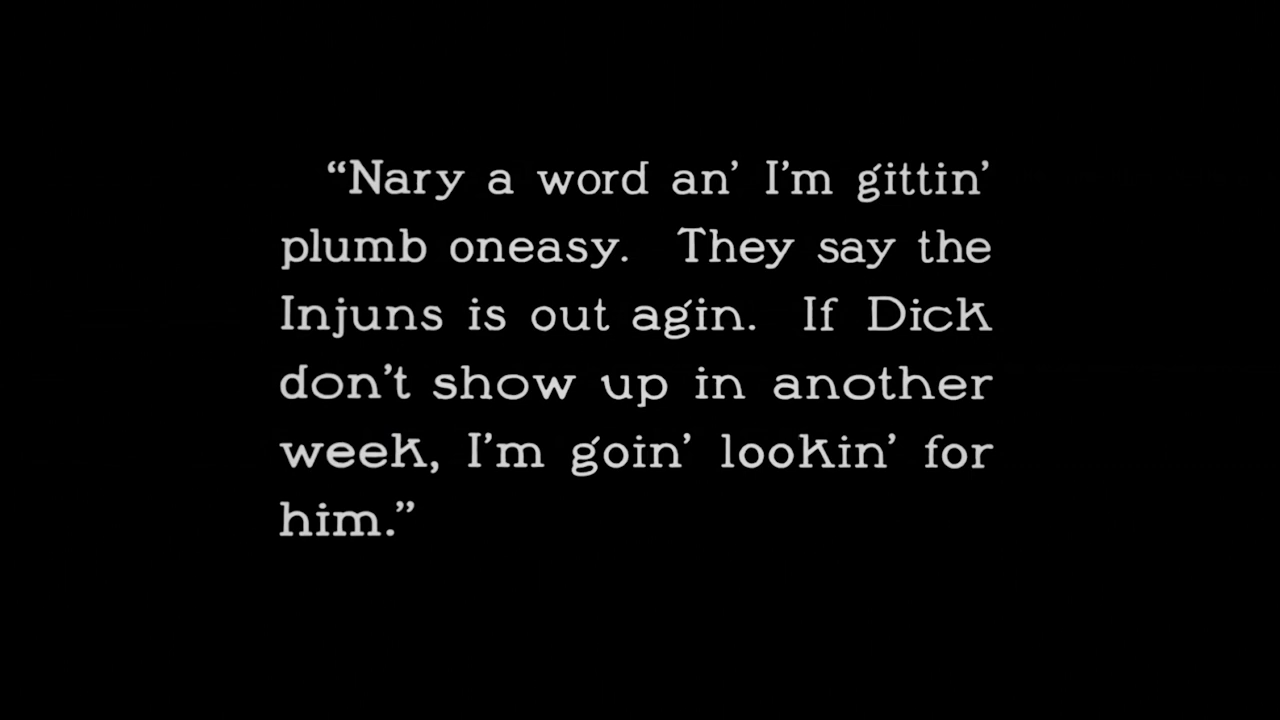 “Nary a word an’ I’m gittin’
plumb oneasy. They say the
Injuns is out agin. If Dick
don’t show up in another
week, I’m goin’ lookin’ for
him.”